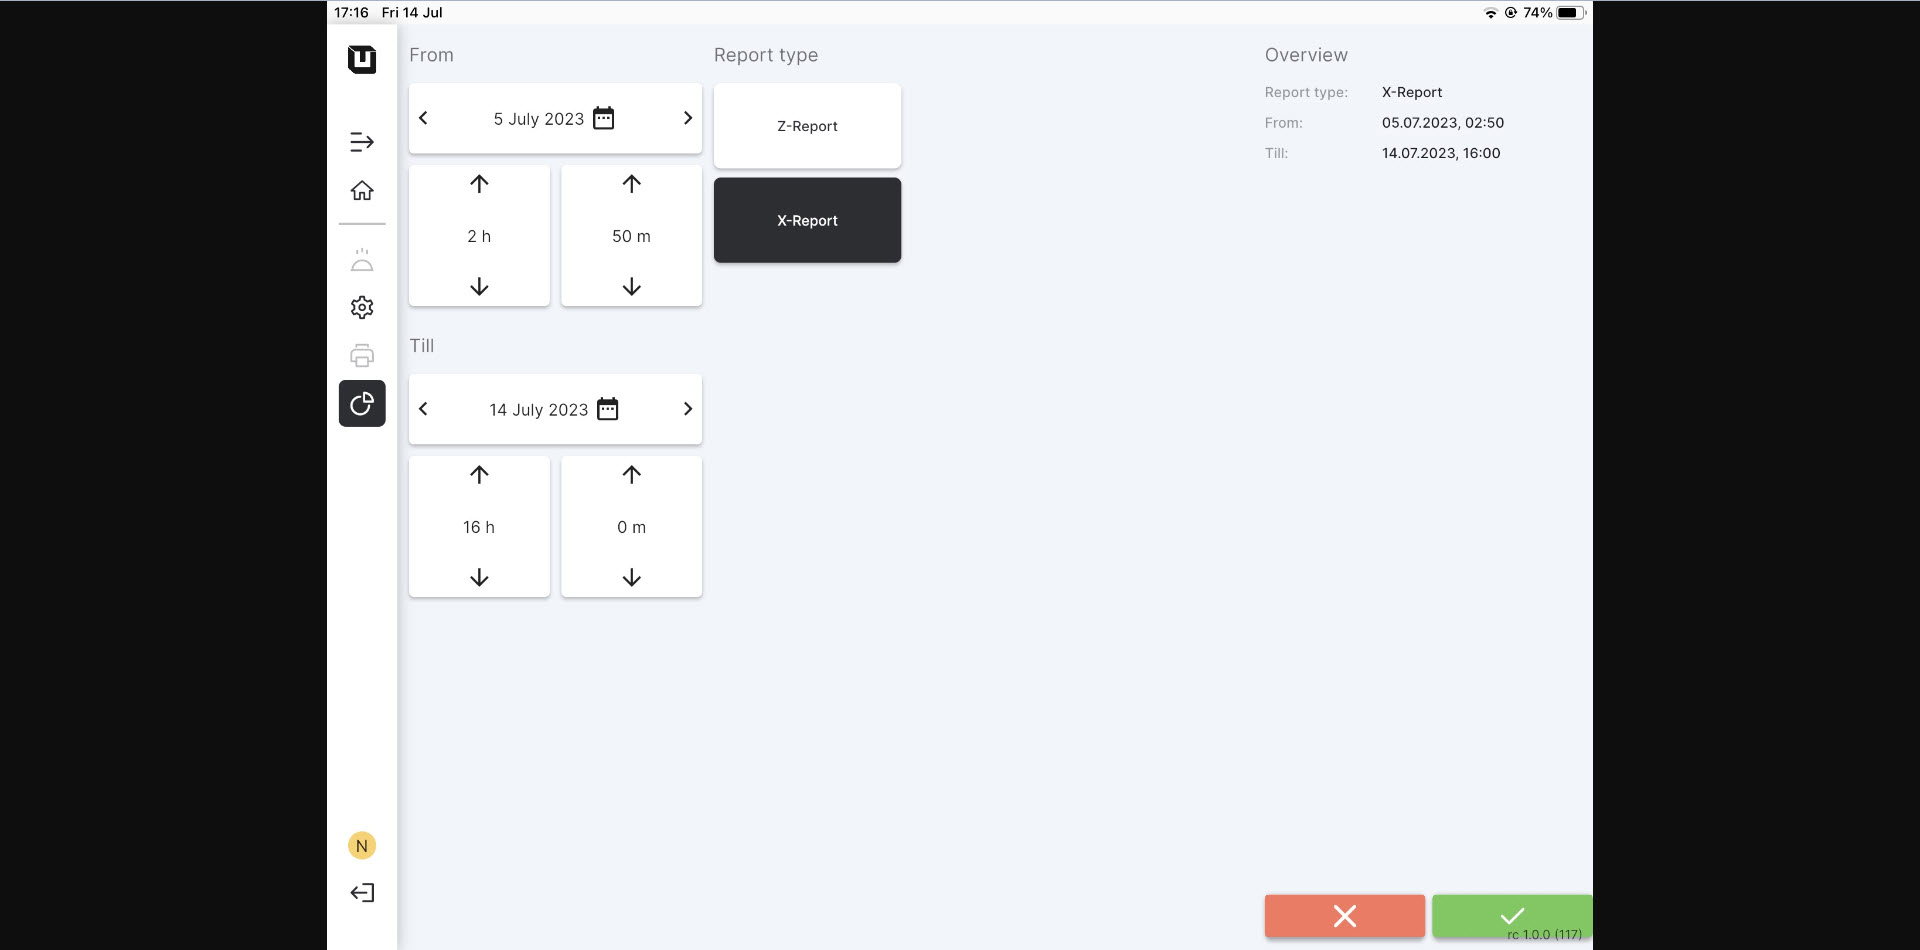 17:16 Fri 14 Jul
74%
From
5 July 2023
2 h
50 m
Till
14 July 2023
16 h
0 m
Report type
Z-Report
X-Report
Overview
Report type: X-Report
From: 05.07.2023, 02:50
Till: 14.07.2023, 16:00
N
rc 1.0.0 (117)